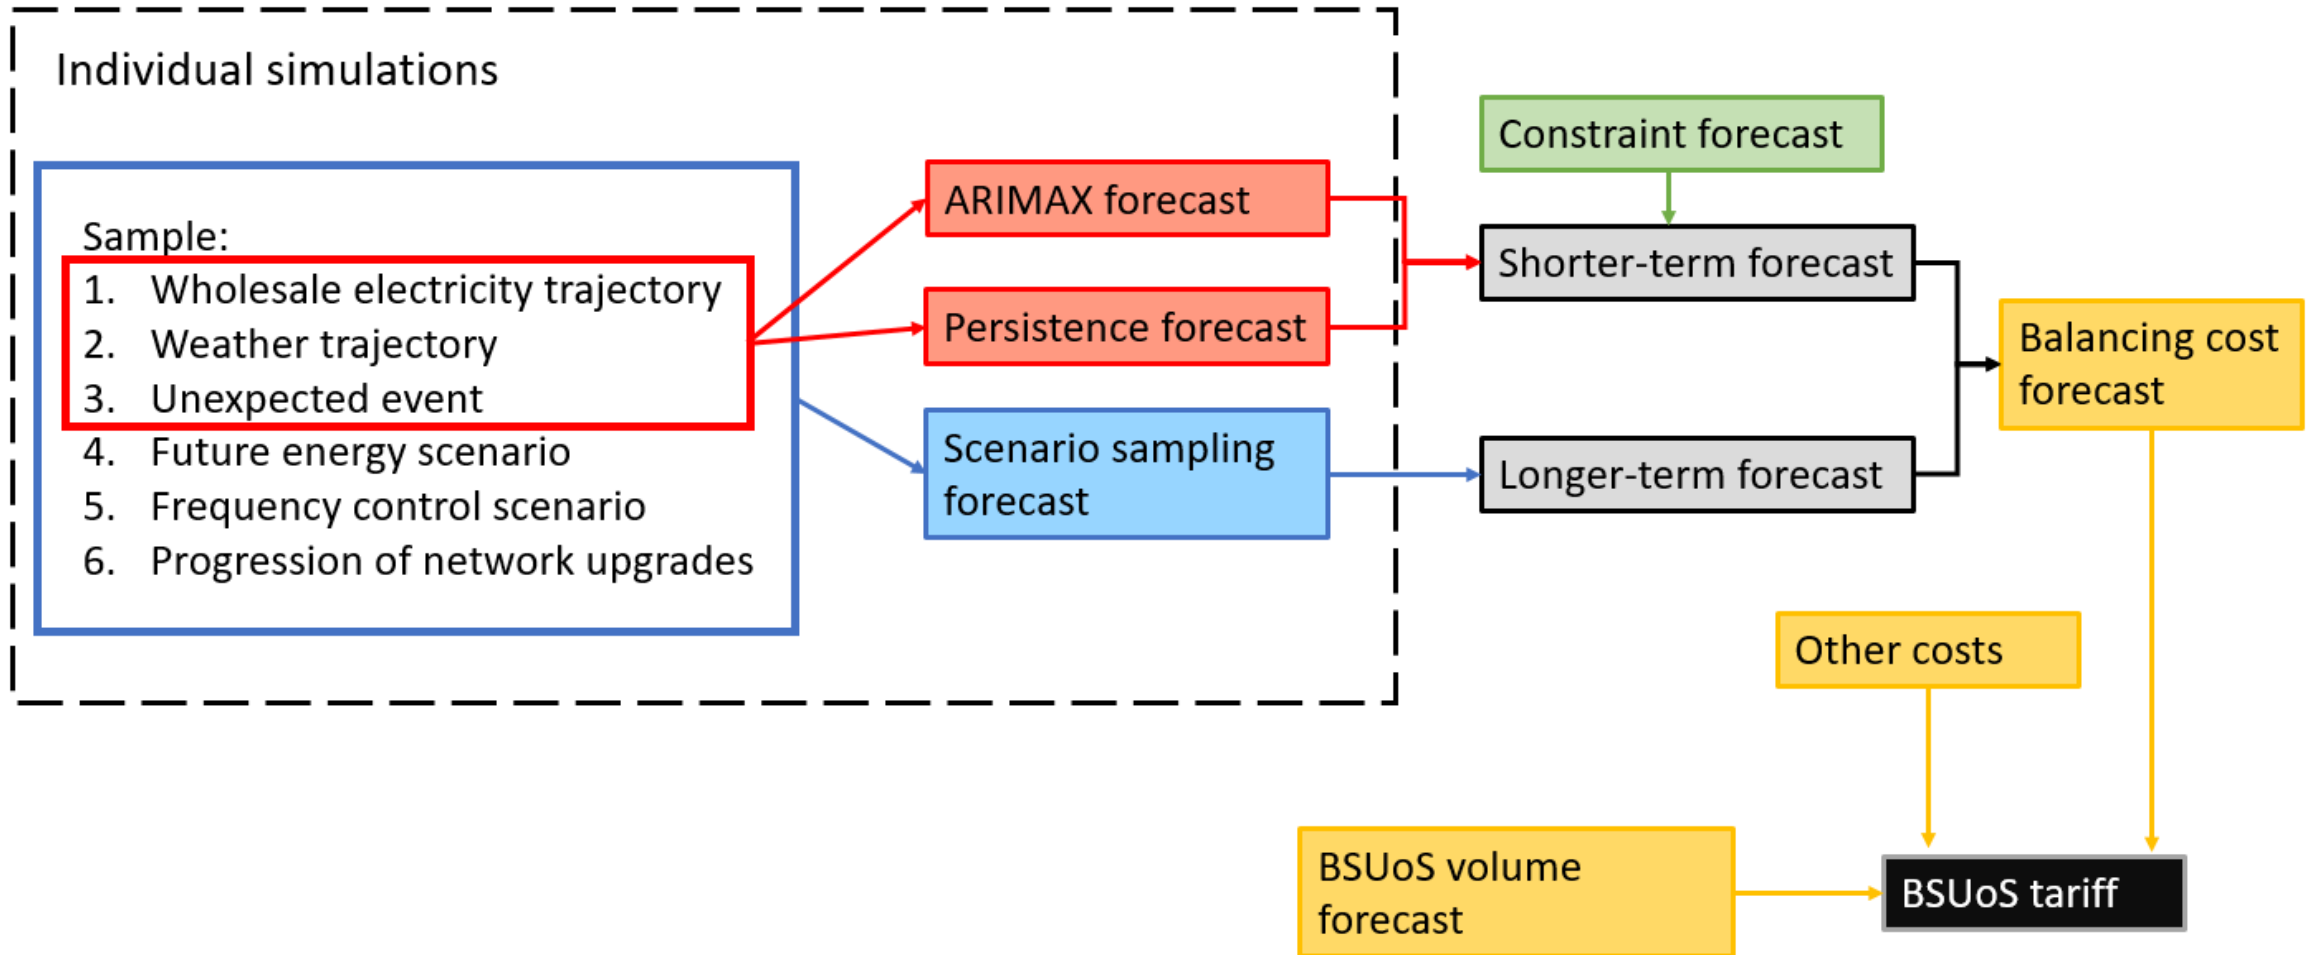 Individual simulations
Sample:
1. Wholesale electricity trajectory
2. Weather trajectory
3. Unexpected event
4. Future energy scenario
5. Frequency control scenario
6. Progression of network upgrades
ARIMAX forecast
Persistence forecast
Scenario sampling
forecast
Constraint forecast
Shorter-term forecast
Longer-term forecast
Balancing cost
forecast
Other costs
BSUoS volume
forecast
BSUoS tariff